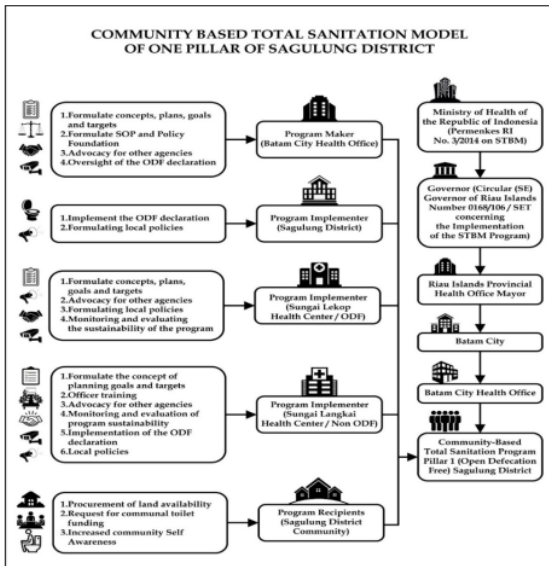 COMMUNITY BASED TOTAL SANITATION MODEL
OF ONE PILLAR OF SAGULUNG DISTRICT
1.Formulate concepts, plans, goals
and targets
2.Formulate SOP and Policy
Foundation
3.Advocacy for other agencies
4.Oversight of the ODF declaration
Program Maker
(Batam City Health Office)
1.Implement the ODF declaration
2.Formulating local policies
Program Implementer
(Sagulung District)
1.Formulate concepts, plans,
goals and targets
2.Advocacy for other agencies
3.Formulating local policies
4.Monitoring and evaluating
the sustainability of the program
Program Implementer
(Sungai Lekop
Health Center / ODF)
1.Formulate the concept of
planning goals and targets
2.Officer training
3.Advocacy for other agencies
4.Monitoring and evaluation of
program sustainability
5.Implementation of the ODF
declaration
6.Local policies
Program Implementer
(Sungai Langkai
Health Center / Non ODF)
1.Procurement of land availability
2.Request for communal toilet
funding
3.Increased community Self
Awareness
Program Recipients
(Sagulung District
Community)
Ministry of Health of
the Republic of Indonesia
(Permenkes RI
No. 3/2014 on STBM)
Governor (Circular (SE)
Governor of Riau Islands
Number 0168/106 / SET
concerning
the Implementation
of the STBM Program)
Riau Islands Provincial
Health Office Mayor
Batam City
Batam City Health Office
Community-Based
Total Sanitation Program
Pillar 1 (Open Defecation
Free) Sagulung District